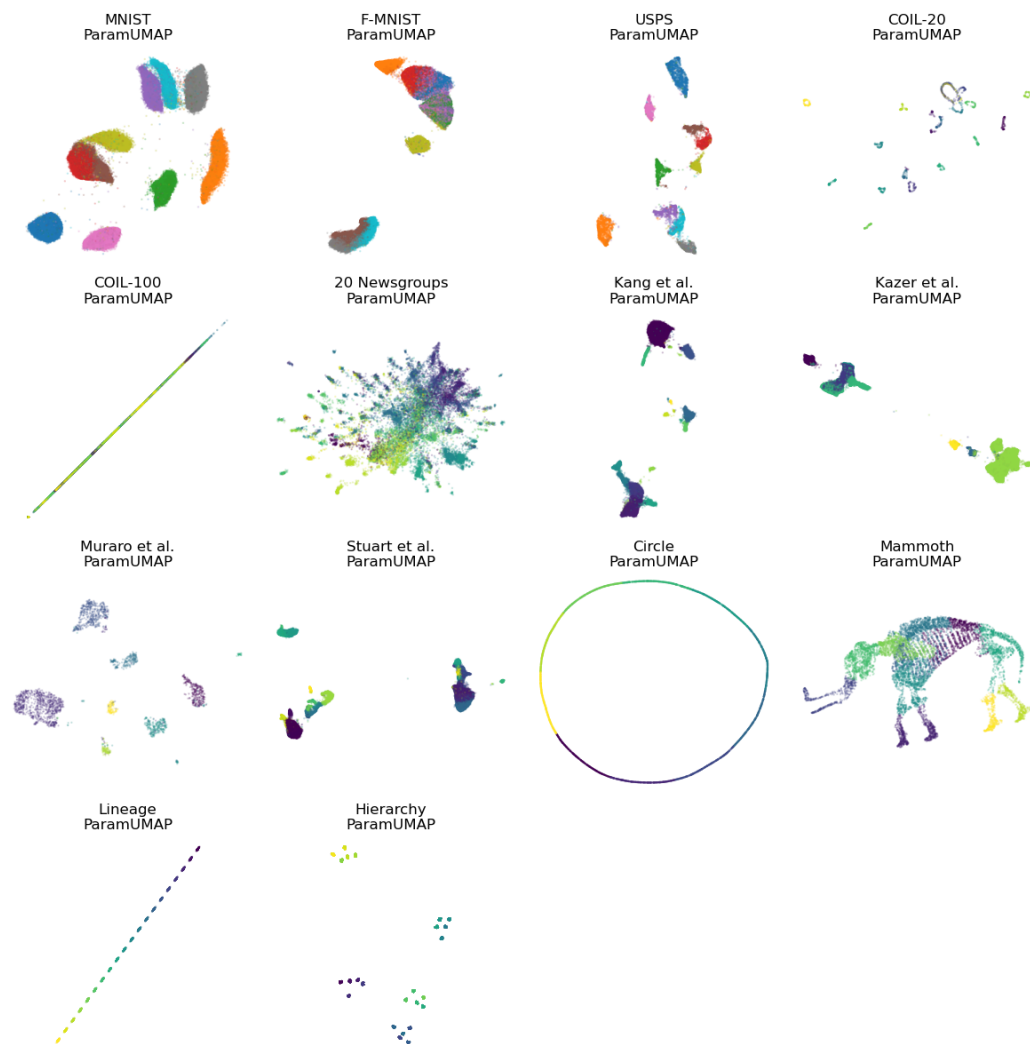 MNIST
ParamUMAP
F-MNIST
ParamUMAP
USPS
ParamUMAP
COIL-20
ParamUMAP
COIL-100
ParamUMAP
20 Newsgroups
ParamUMAP
Kang et al.
ParamUMAP
Kazer et al.
ParamUMAP
Muraro et al.
ParamUMAP
Stuart et al.
ParamUMAP
Circle
ParamUMAP
Mammoth
ParamUMAP
Lineage
ParamUMAP
Hierarchy
ParamUMAP